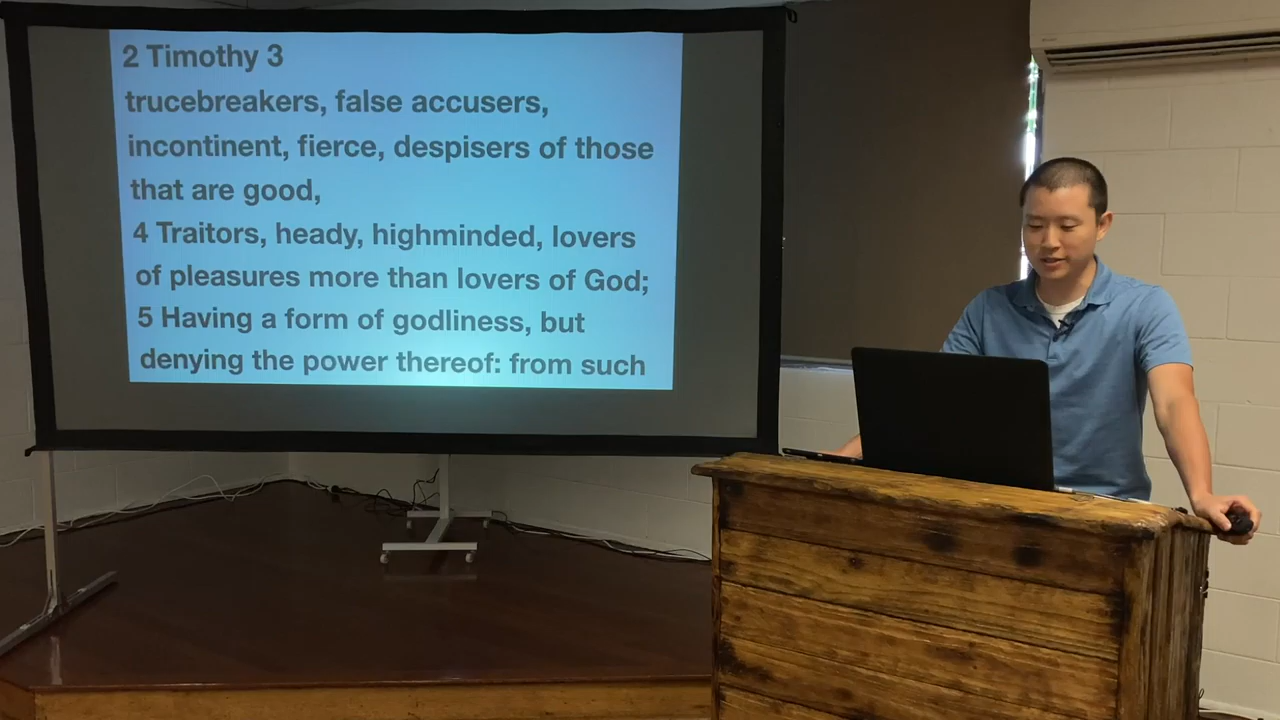 2 Timothy 3
trucebreakers, false accusers,
incontinent, fierce, despisers of those
that are good,
4 Traitors, heady, highminded, lovers
of pleasures more than lovers of God;
5 Having a form of godliness, but
denying the power thereof: from such